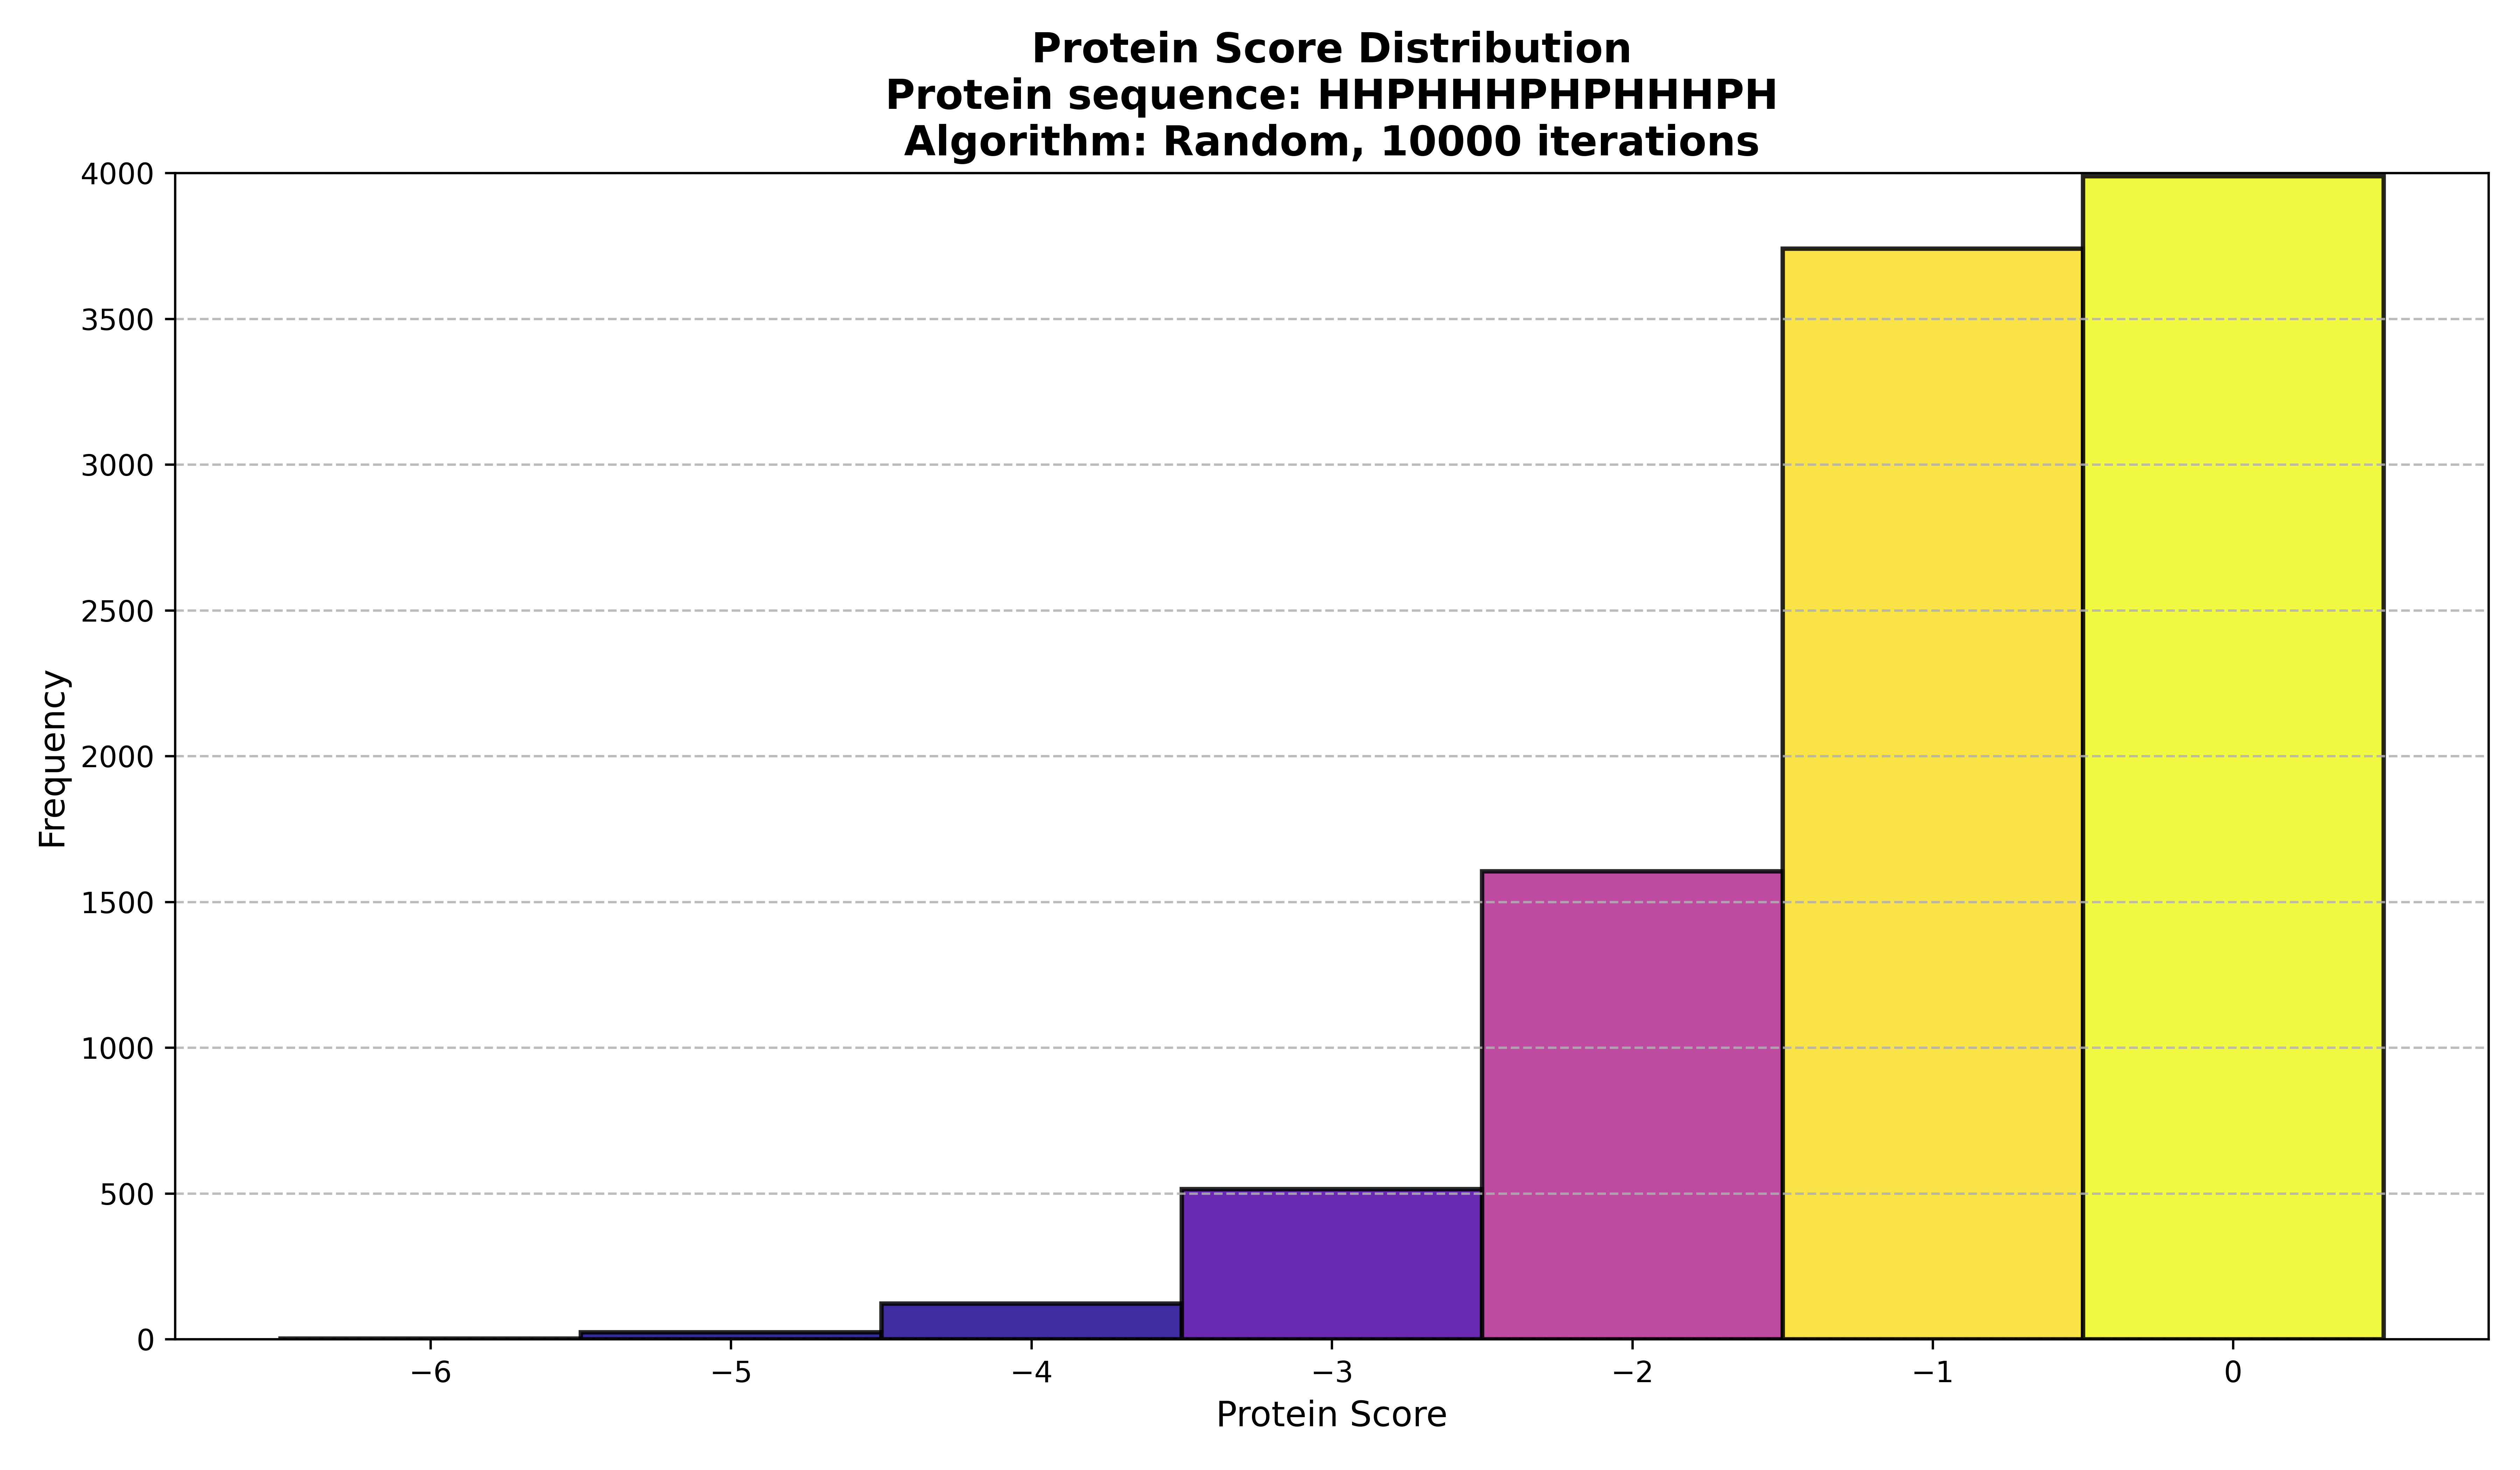 Protein Score Distribution
Protein sequence: HHPHHHHPHPHHHPH
Algorithm: Random, 10000 iterations
4000
3500
3000
2500
2000
1500
1000
500
0
Frequency
−6 −5 −4 −3 −2 −1 0
Protein Score